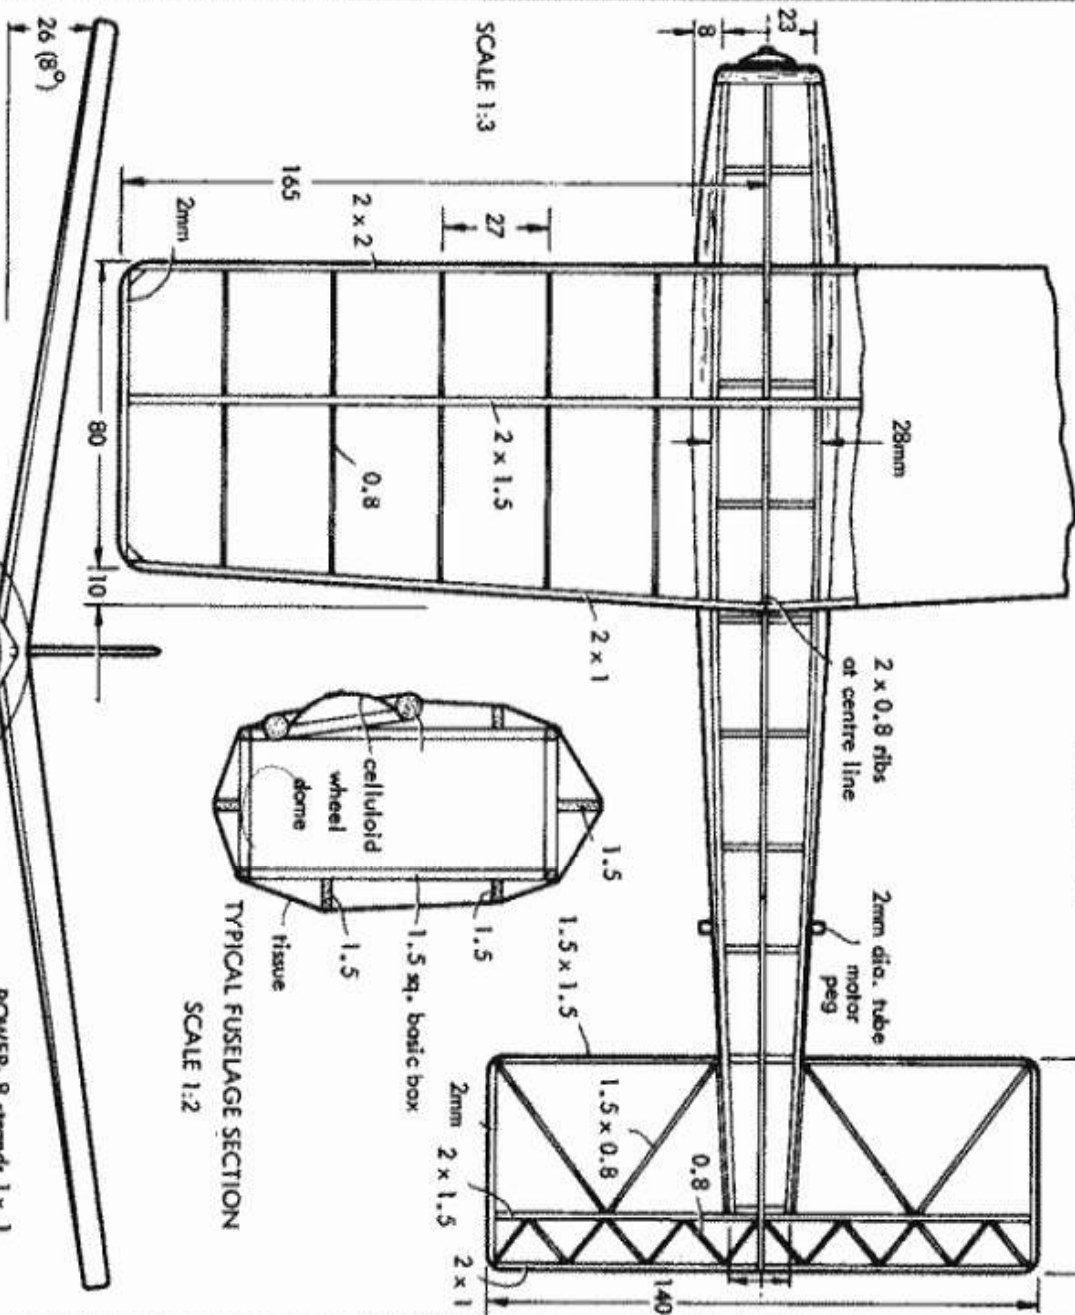 26 (8º)
SCALE 1:3
23
8
165
2mm
2 x 2
27
80
10
2 x 1.5
0.8
28mm
2 x 1
2 x 0.8 ribs
at centre line
2mm dia. tube
motor
peg
celluloid
wheel
dome
1.5
1.5
1.5
1.5 sq. basic box
tissue
TYPICAL FUSELAGE SECTION
SCALE 1:2
1.5 x 1.5
1.5 x 0.8
0.8
2mm
2 x 1.5
2 x 1
140